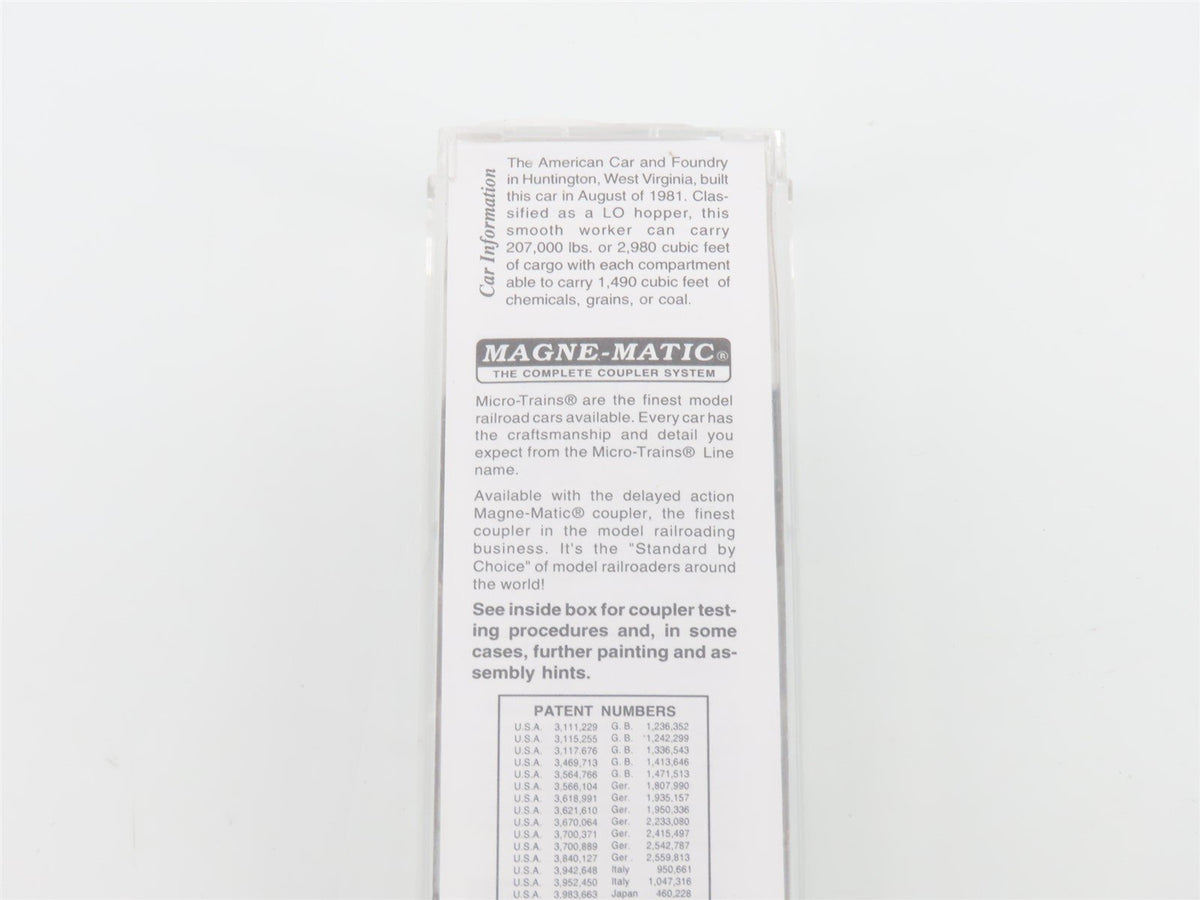 Car Information
The American Car and Foundry
in Huntington, West Virginia, built
this car in August of 1981. Clas-
sified as a LO hopper, this
smooth worker can carry
207,000 lbs. or 2,980 cubic feet
of cargo with each compartment
able to carry 1,490 cubic feet of
chemicals, grains, or coal.
MAGNE-MATIC®
THE COMPLETE COUPLER SYSTEM
Micro-Trains® are the finest model
railroad cars available. Every car has
the craftsmanship and detail you
expect from the Micro-Trains® Line
name.
Available with the delayed action
Magne-Matic® coupler, the finest
coupler in the model railroading
business. It's the "Standard by
Choice" of model railroaders around
the world!
See inside box for coupler test-
ing procedures and, in some
cases, further painting and as-
sembly hints.
PATENT NUMBERS
U.S.A. 3,111,229 G. B. 1,236,352
U.S.A. 3,115,255 G. B. 1,242,299
U.S.A. 3,117,676 G. B. 1,336,543
U.S.A. 3,469,713 G. B. 1,413,646
U.S.A. 3,564,766 G. B. 1,471,513
U.S.A. 3,566,104 Ger. 1,807,990
U.S.A. 3,618,991 Ger. 1,935,157
U.S.A. 3,621,610 Ger. 1,950,336
U.S.A. 3,670,064 Ger. 2,233,080
U.S.A. 3,700,371 Ger. 2,415,497
U.S.A. 3,700,889 Ger. 2,542,787
U.S.A. 3,840,127 Ger. 2,559,813
U.S.A. 3,942,648 Italy 950,661
U.S.A. 3,952,450 Italy 1,047,316
U.S.A. 3,983,663 Japan 460,228